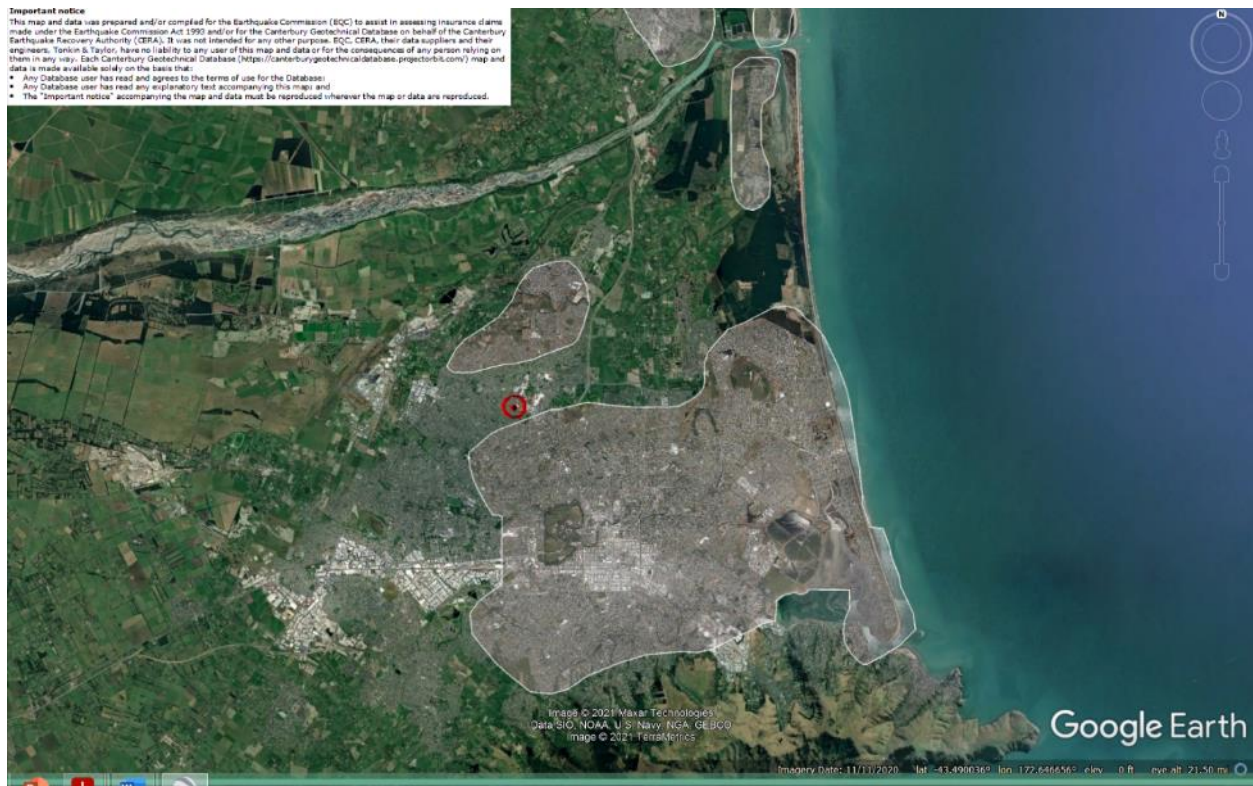 Important notice
This map and data was prepared and/or compiled for the Earthquake Commission (EQC) to assist in assessing insurance claims
made under the Earthquake Commission Act 1993 and/or for the Canterbury Geotechnical Database on behalf of the Canterbury
Earthquake Recovery Authority (CERA). It was not intended for any other purpose. EQC, CERA, their data suppliers and their
engineers, Tonkin & Taylor, have no liability to any user of this map and data or for the consequences of any person relying on
them in any way. Each Canterbury Geotechnical Database (https://canterburygeotechnicaldatabase.projectorbit.com/) map and
data is made available solely on the basis that:
• Any Database user has read and agrees to the terms of use for the Database;
• Any Database user has read any explanatory text accompanying this map; and
• The "Important notice" accompanying the map and data must be reproduced wherever the map or data are reproduced.
N
Image © 2021 Maxar Technologies
Data SIO, NOAA, U.S. Navy, NGA, GEBCO
Image © 2021 TerraMetrics
Google Earth
Imagery Date: 11/11/2020 lat -43.490036° lon 172.646656° elev 0 ft eye alt 21.50 mi